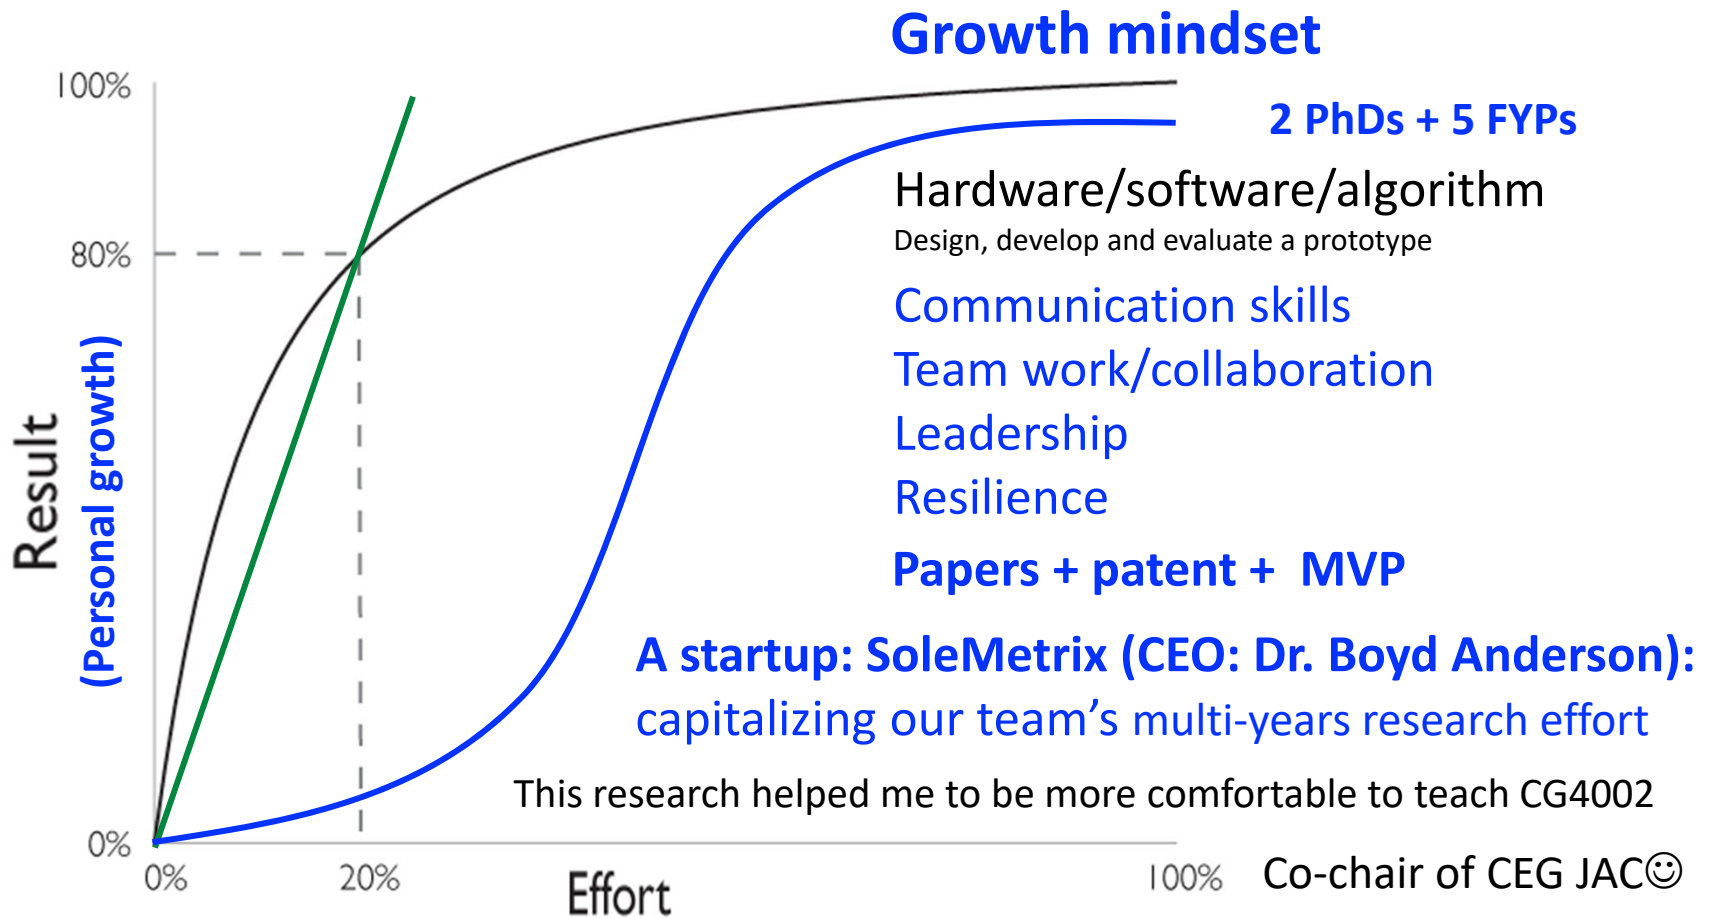 Growth mindset
100%
2 PhDs + 5 FYPs
Hardware/software/algorithm
Design, develop and evaluate a prototype
80%
Communication skills
Team work/collaboration
Leadership
Resilience
Result
(Personal growth)
Papers + patent + MVP
A startup: SoleMetrix (CEO: Dr. Boyd Anderson):
capitalizing our team’s multi-years research effort
This research helped me to be more comfortable to teach CG4002
0%
0%
20%
Effort
100%
Co-chair of CEG JAC☺